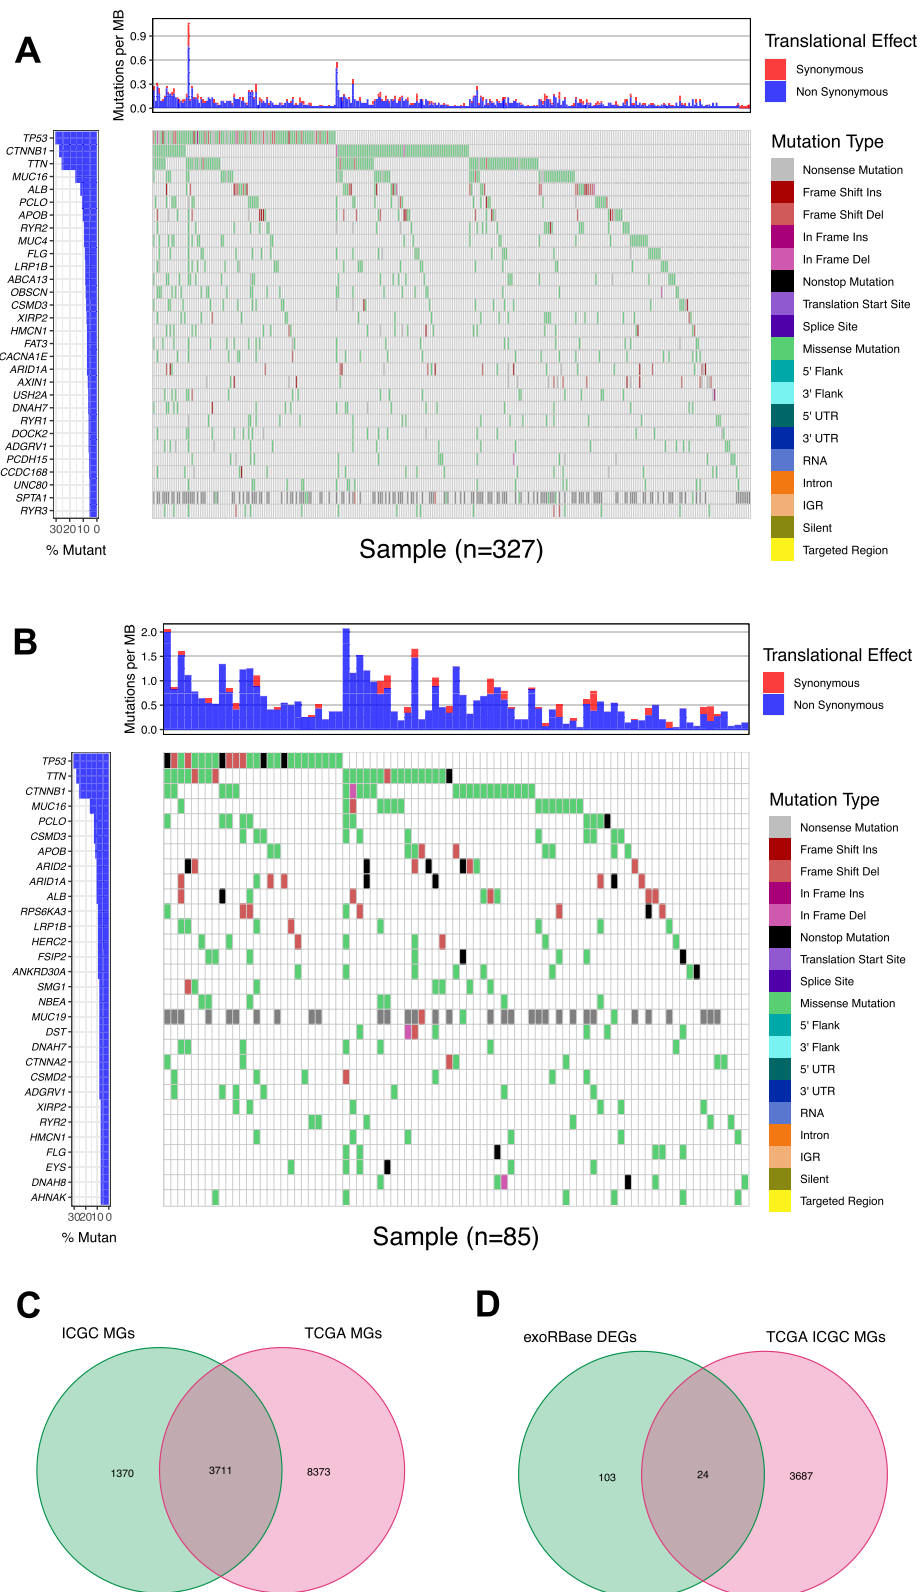 A
Mutations per MB
0.9
0.6
0.3
0.0
Translational Effect
Synonymous
Non Synonymous
TP53
CTNNB1
TTN
MUC16
ALB
PCLO
APOB
RYR2
MUC4
FLG
LRP1B
ABCA13
OBSCN
CSMD3
XIRP2
HMCN1
FAT3
CACNA1E
ARID1A
AXIN1
USH2A
DNAH7
RYR1
DOCK2
ADGRV1
PCDH15
CCDC168
UNC80
SPTA1
RYR3
30 20 10 0
% Mutant
Sample (n=327)
Mutation Type
Nonsense Mutation
Frame Shift Ins
Frame Shift Del
In Frame Ins
In Frame Del
Nonstop Mutation
Translation Start Site
Splice Site
Missense Mutation
5' Flank
3' Flank
5' UTR
3' UTR
RNA
Intron
IGR
Silent
Targeted Region
B
Mutations per MB
2.0
1.5
1.0
0.5
0.0
Translational Effect
Synonymous
Non Synonymous
TP53
TTN
CTNNB1
MUC16
PCLO
CSMD3
APOB
ARID2
ARID1A
ALB
RPS6KA3
LRP1B
HERC2
FSIP2
ANKRD30A
SMG1
NBEA
MUC19
DST
DNAH7
CTNNA2
CSMD2
ADGRV1
XIRP2
RYR2
HMCN1
FLG
EYS
DNAH8
AHNAK
30 20 10 0
% Mutan
Sample (n=85)
Mutation Type
Nonsense Mutation
Frame Shift Ins
Frame Shift Del
In Frame Ins
In Frame Del
Nonstop Mutation
Translation Start Site
Splice Site
Missense Mutation
5' Flank
3' Flank
5' UTR
3' UTR
RNA
Intron
IGR
Silent
Targeted Region
C
ICGC MGs
TCGA MGs
1370
3711
8373
D
exoRBase DEGs
TCGA ICGC MGs
103
24
3687